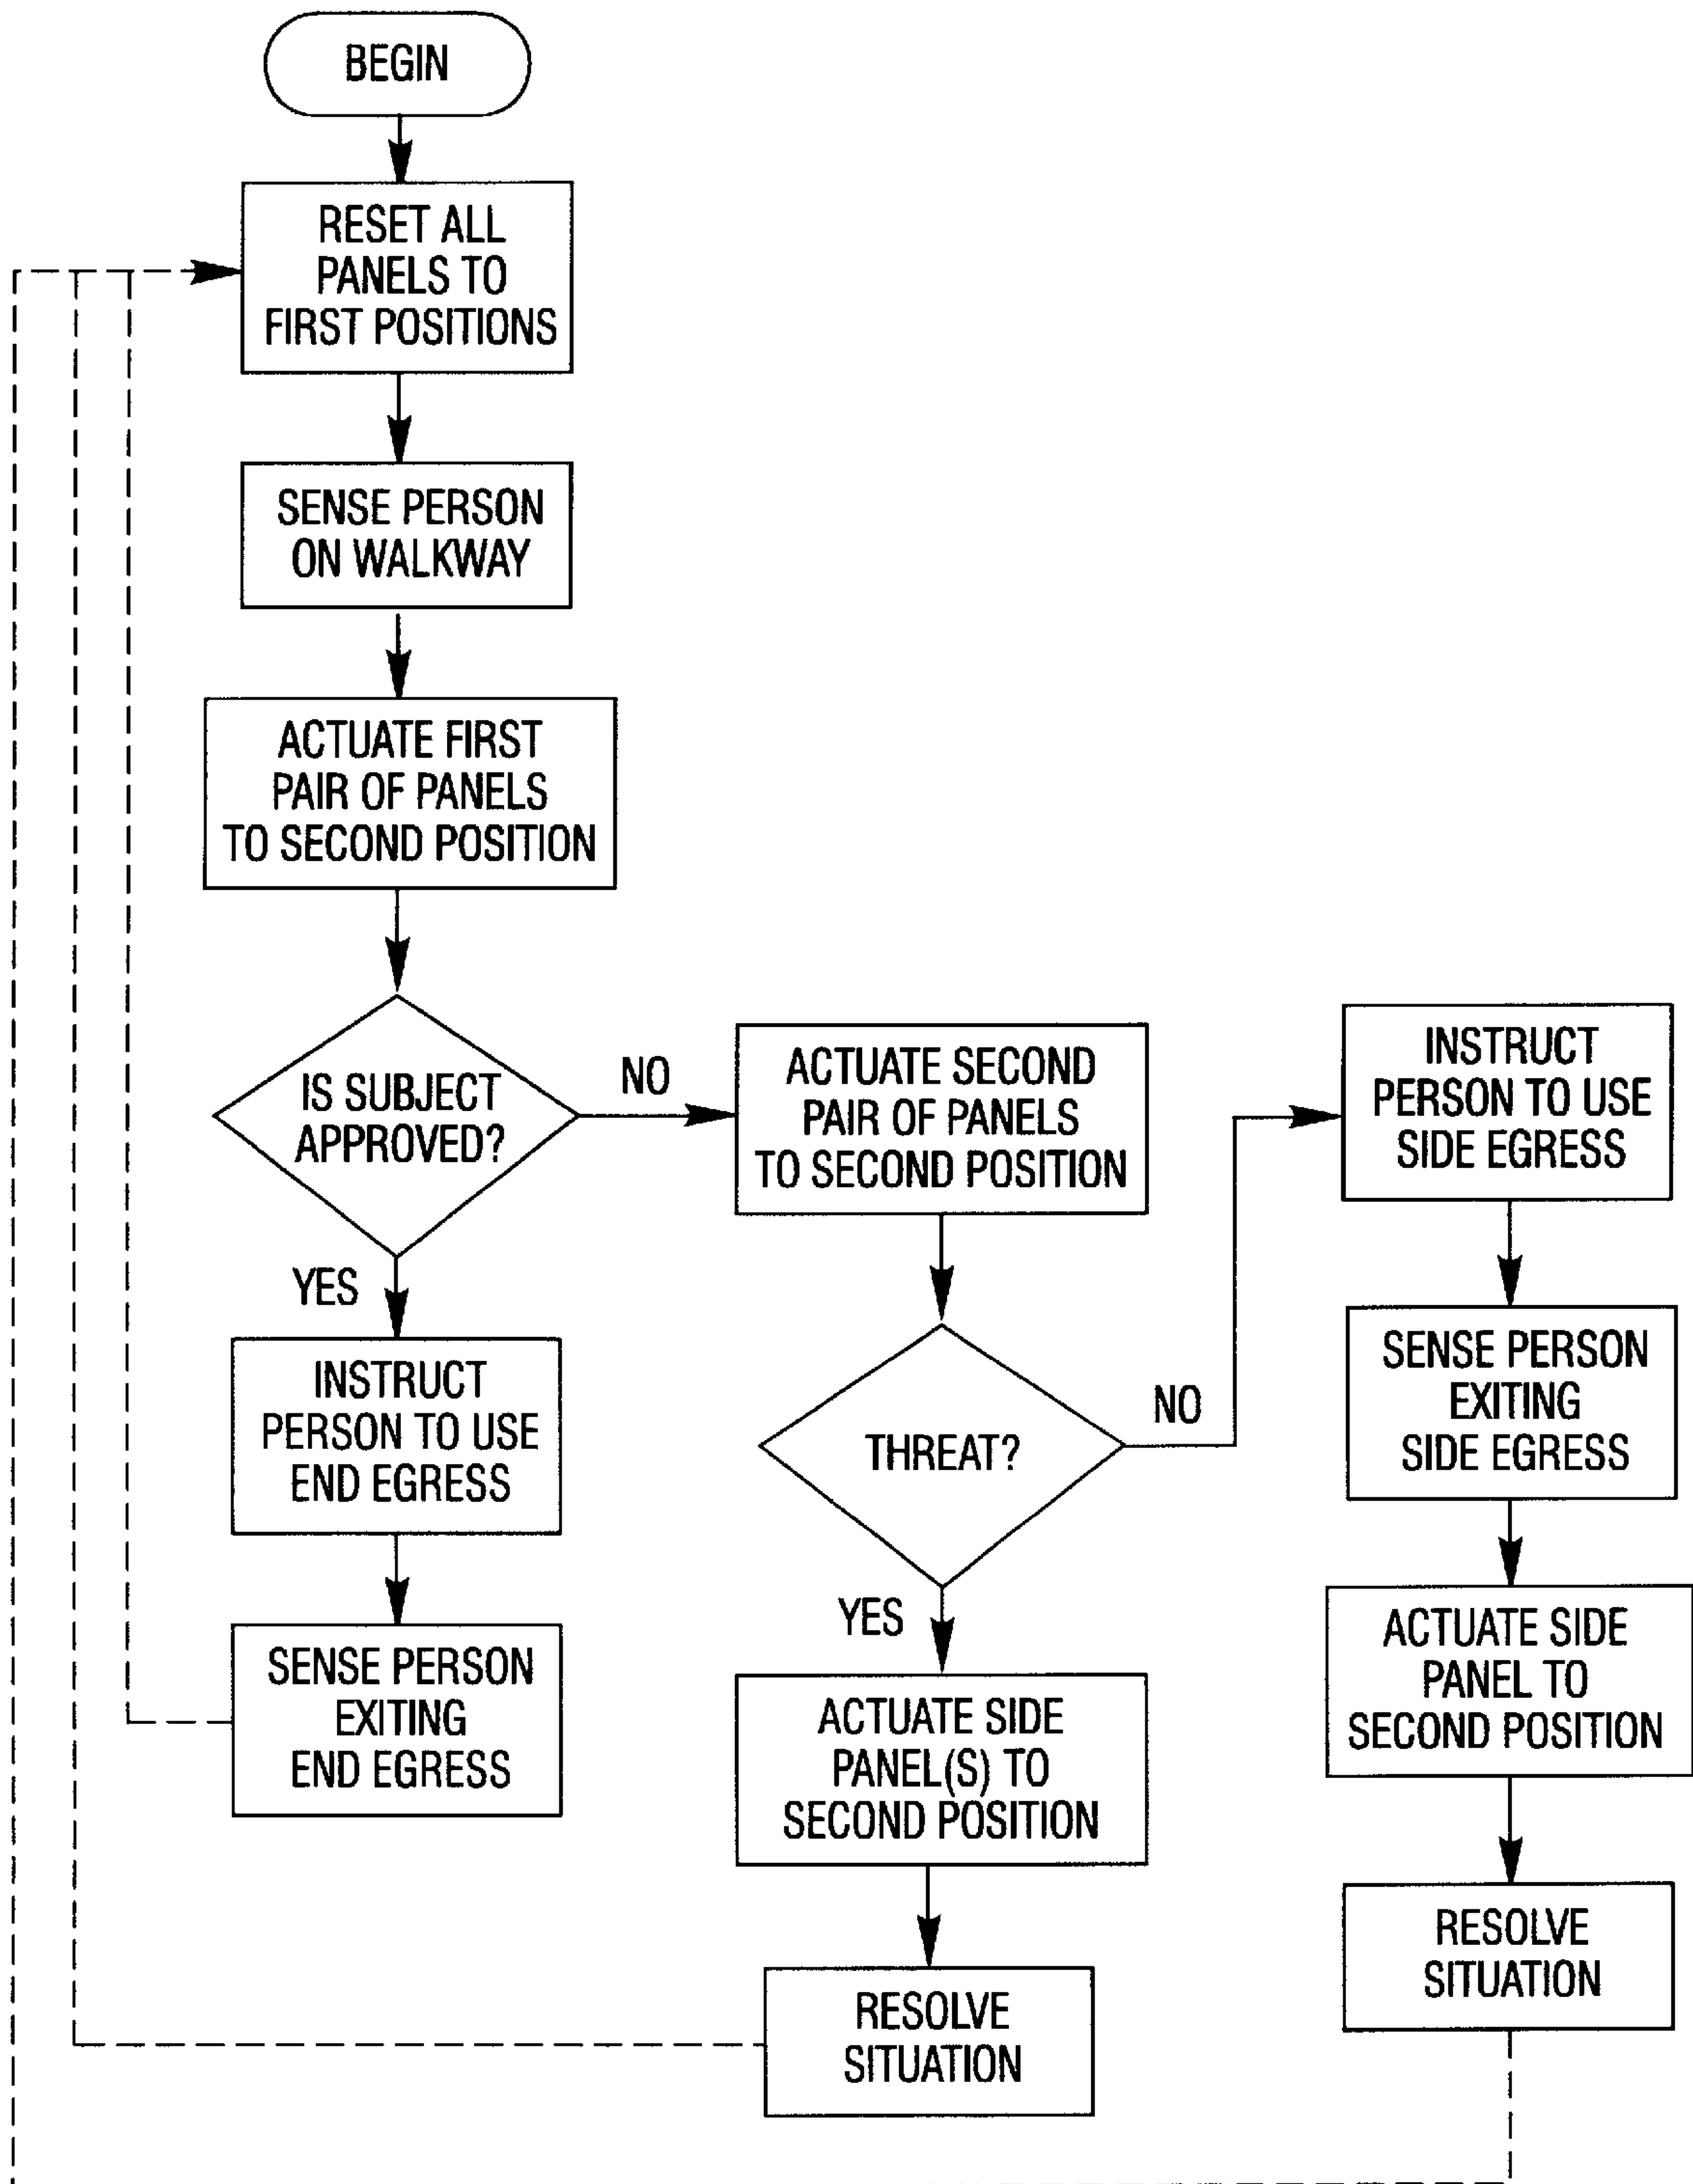 BEGIN
RESET ALL
PANELS TO
FIRST POSITIONS
SENSE PERSON
ON WALKWAY
ACTUATE FIRST
PAIR OF PANELS
TO SECOND POSITION
IS SUBJECT
APPROVED?
NO
YES
INSTRUCT
PERSON TO USE
END EGRESS
SENSE PERSON
EXITING
END EGRESS
ACTUATE SECOND
PAIR OF PANELS
TO SECOND POSITION
THREAT?
NO
YES
ACTUATE SIDE
PANEL(S) TO
SECOND POSITION
RESOLVE
SITUATION
INSTRUCT
PERSON TO USE
SIDE EGRESS
SENSE PERSON
EXITING
SIDE EGRESS
ACTUATE SIDE
PANEL TO
SECOND POSITION
RESOLVE
SITUATION